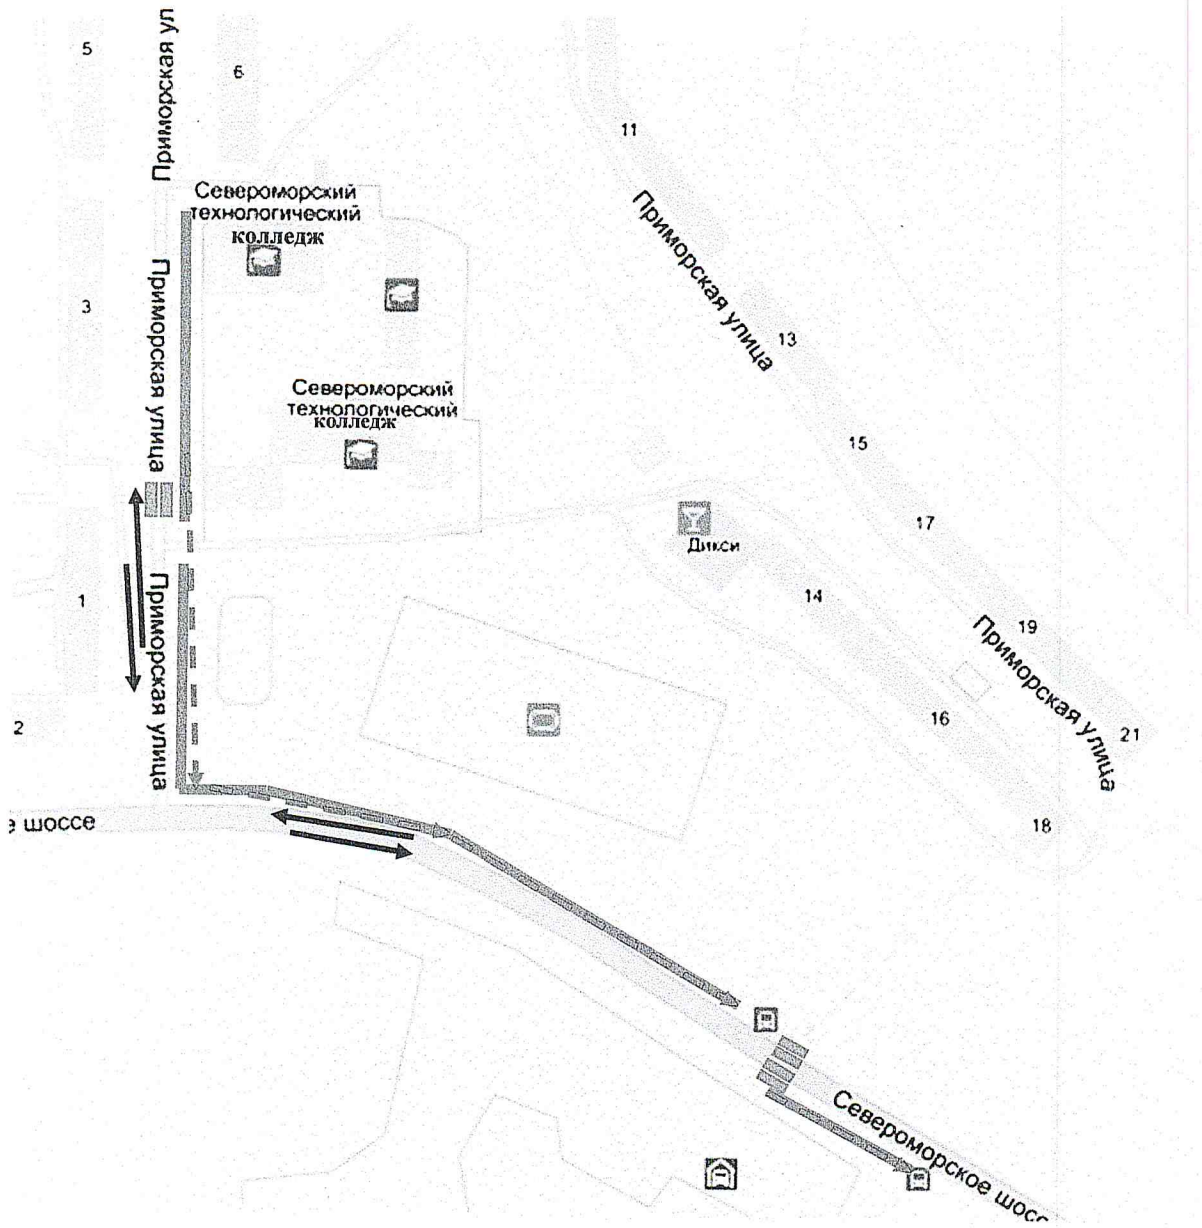 5
Приморская ул
6
11
Североморский
технологический
колледж
Приморская улица
Приморская улица
3
13
Североморский
технологический
колледж
15
17
Дикси
1
Приморская улица
14
19
Приморская улица
16
21
2
18
е шоссе
Североморское шосс